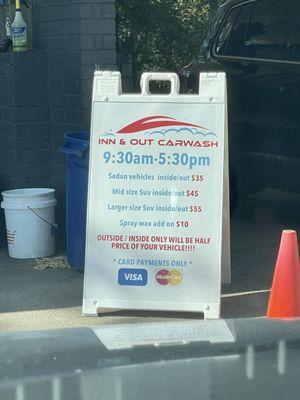 INN & OUT CARWASH
9:30am-5:30pm
Sedan vehicles inside/out $35
Mid size Suv inside/out $45
Larger size Suv inside/out $55
Spray wax add on $10
OUTSIDE / INSIDE ONLY WILL BE HALF
PRICE OF YOUR VEHICLE!!!!
* CARD PAYMENTS ONLY *
VISA MasterCard